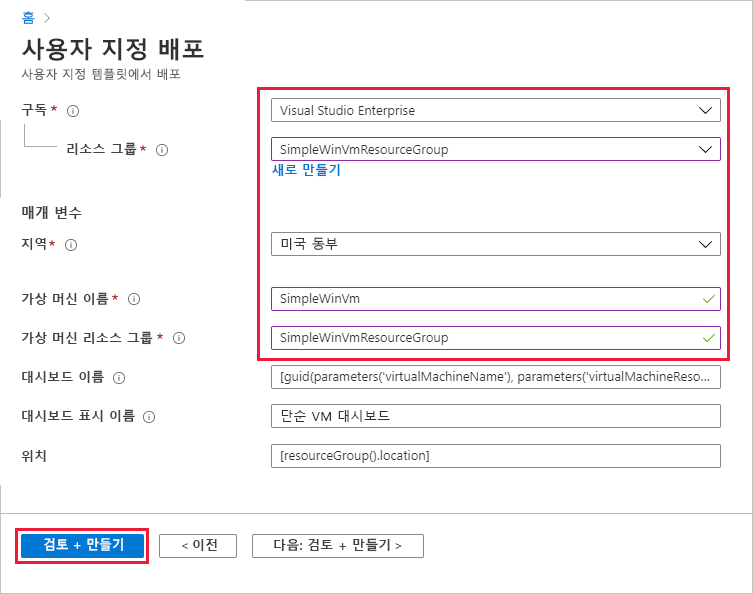 홈 >
사용자 지정 배포
사용자 지정 템플릿에서 배포
구독 * Visual Studio Enterprise
리소스 그룹 * SimpleWinVmResourceGroup
새로 만들기
매개 변수
지역 * 미국 동부
가상 머신 이름 * SimpleWinVm
가상 머신 리소스 그룹 * SimpleWinVmResourceGroup
대시보드 이름 [guid(parameters('virtualMachineName'), parameters('virtualMachineReso...
대시보드 표시 이름 단순 VM 대시보드
위치 [resourceGroup().location]
검토 + 만들기 < 이전 다음: 검토 + 만들기 >